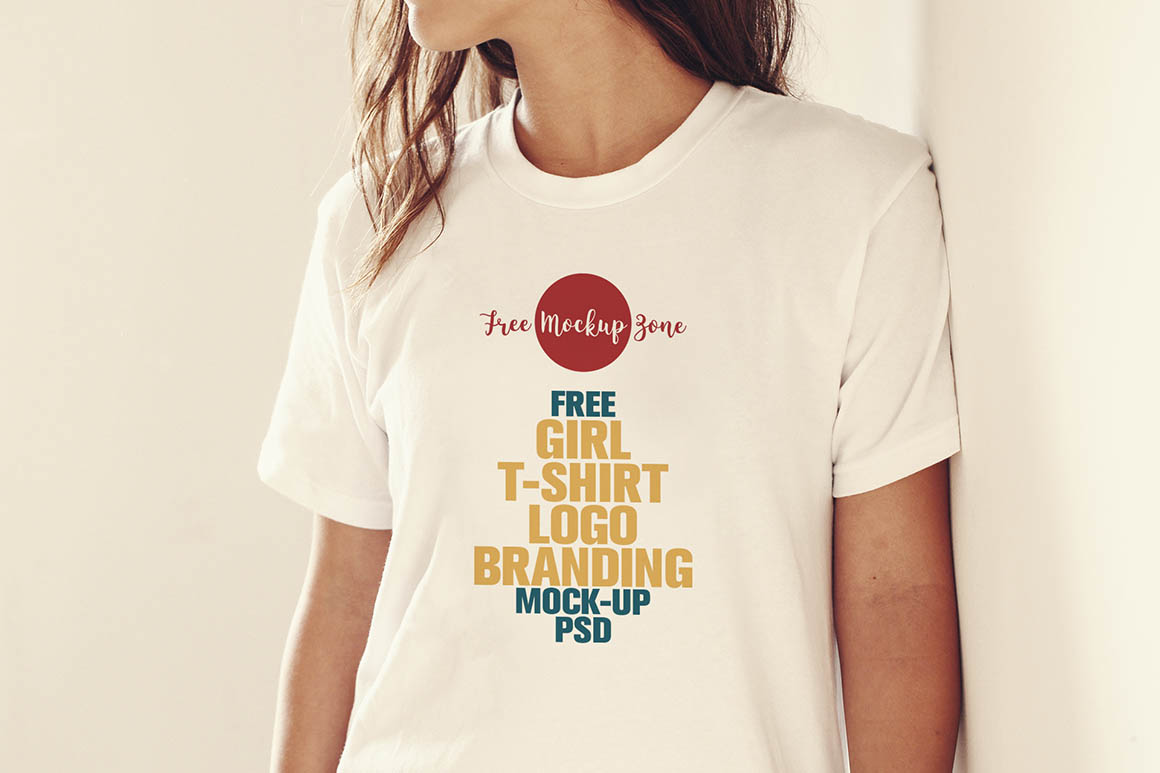 Free Mockup Zone
FREE
GIRL
T-SHIRT
LOGO
BRANDING
MOCK-UP
PSD